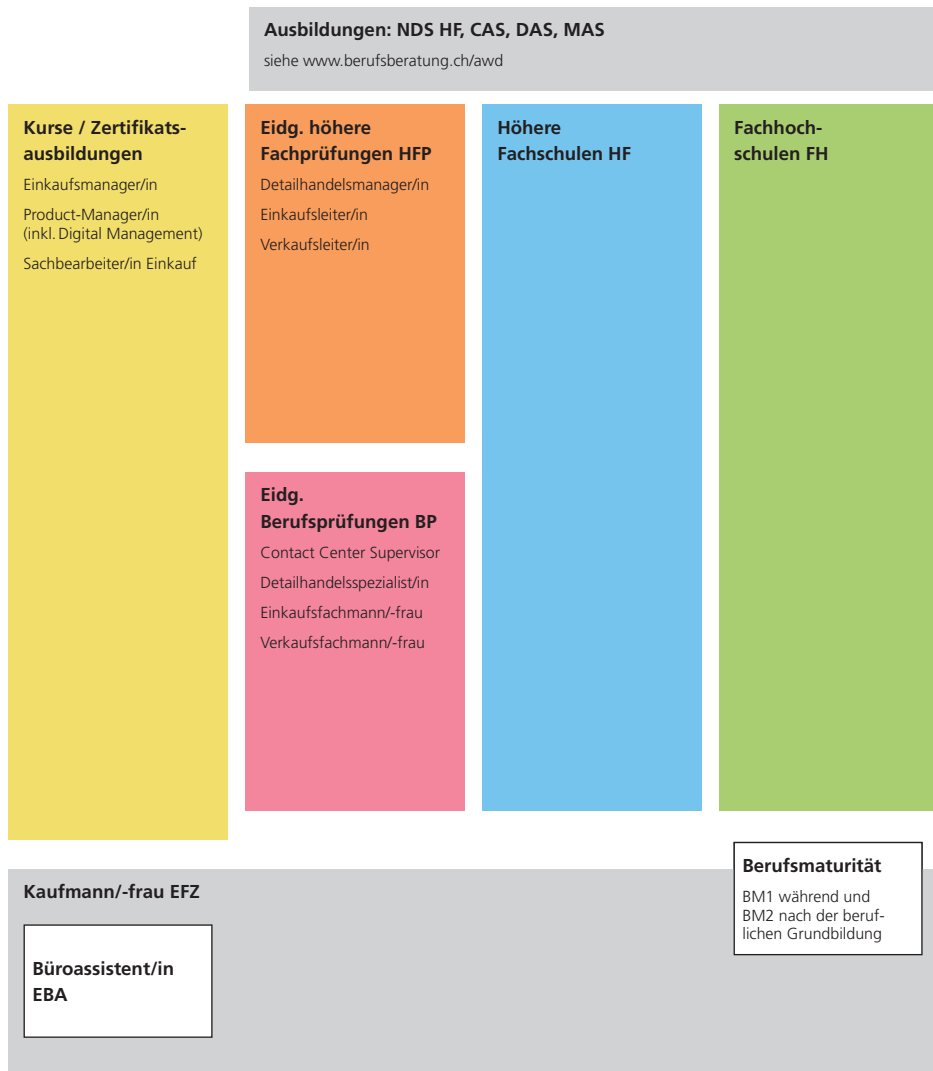 Ausbildungen: NDS HF, CAS, DAS, MAS
siehe www.berufsberatung.ch/awd
Kurse / Zertifikats-
ausbildungen
Einkaufsmanager/in
Product-Manager/in
(inkl. Digital Management)
Sachbearbeiter/in Einkauf
Eidg. höhere
Fachprüfungen HFP
Detailhandelsmanager/in
Einkaufsleiter/in
Verkaufsleiter/in
Eidg.
Berufsprüfungen BP
Contact Center Supervisor
Detailhandelsspezialist/in
Einkaufsfachmann/-frau
Verkaufsfachmann/-frau
Höhere
Fachschulen HF
Fachhoch-
schulen FH
Berufsmaturität
BM1 während und
BM2 nach der beruf-
lichen Grundbildung
Kaufmann/-frau EFZ
Büroassistent/in
EBA